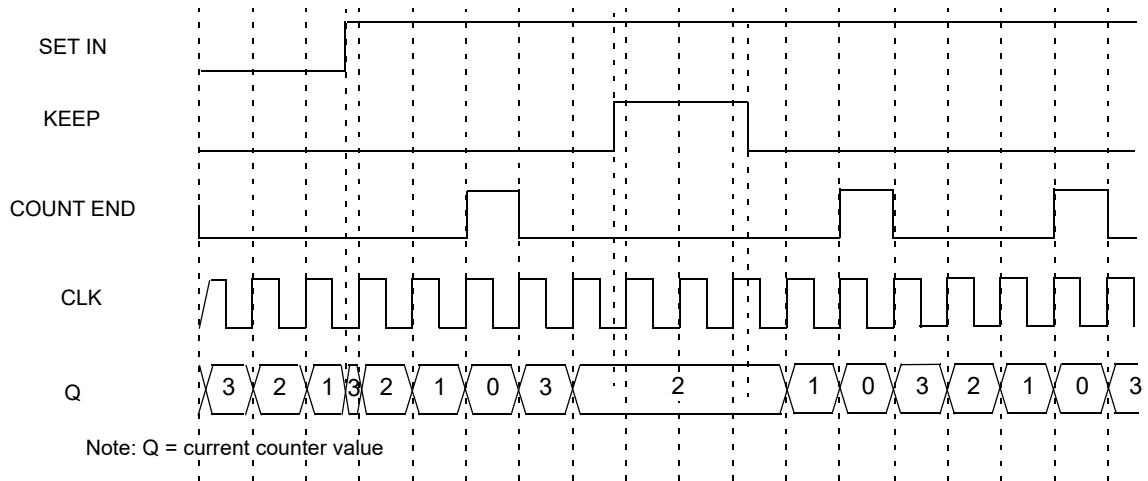 SET IN
KEEP
COUNT END
CLK
Q 3 2 1 3 2 1 0 3 2 1 0 3 2 1 0 3
Note: Q = current counter value